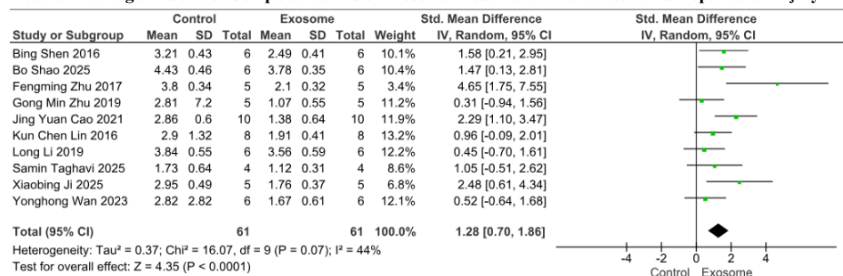 Control Exosome Std. Mean Difference Std. Mean Difference
Study or Subgroup Mean SD Total Mean SD Total Weight IV, Random, 95% CI IV, Random, 95% CI
Bing Shen 2016 3.21 0.43 6 2.49 0.41 6 10.1% 1.58 [0.21, 2.95]
Bo Shao 2025 4.43 0.46 6 3.78 0.35 6 10.4% 1.47 [0.13, 2.81]
Fengming Zhu 2017 3.8 0.34 5 2.1 0.32 5 3.4% 4.65 [1.75, 7.55]
Gong Min Zhu 2019 2.81 7.2 5 1.07 0.55 5 11.4% 0.31 [-0.94, 1.56]
Jing Yuan Cao 2021 2.86 0.6 10 1.38 0.64 10 12.1% 2.29 [1.10, 3.47]
Kun Chen Lin 2016 2.9 1.32 8 1.91 0.41 8 13.4% 0.96 [-0.09, 2.01]
Long Li 2019 3.84 0.55 6 3.56 0.59 6 12.4% 0.45 [-0.70, 1.61]
Samin Taghavi 2025 1.73 0.64 4 1.12 0.31 4 8.6% 1.05 [-0.51, 2.62]
Xiaobing Ji 2025 2.95 0.49 5 1.76 0.37 5 6.8% 2.48 [0.61, 4.34]
Yonghong Wan 2023 2.82 2.82 6 1.67 0.61 6 12.3% 0.52 [-0.64, 1.68]
Total (95% CI) 61 61 100.0% 1.28 [0.70, 1.86]
Heterogeneity: Tau² = 0.37; Chi² = 16.07, df = 9 (P = 0.07); I² = 44%
Test for overall effect: Z = 4.35 (P < 0.0001)
-4 -2 0 2 4
Control Exosome